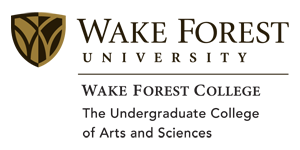 WAKE FOREST
UNIVERSITY
WAKE FOREST COLLEGE
The Undergraduate College
of Arts and Sciences